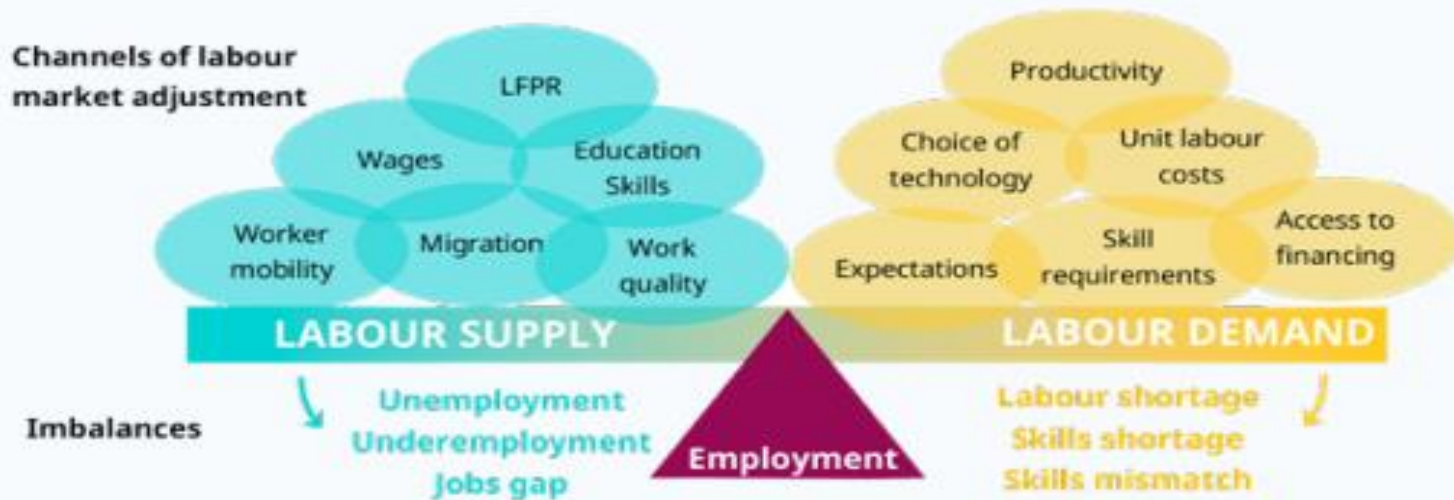 Channels of labour
market adjustment
LFPR
Wages
Education
Skills
Worker
mobility
Migration
Work
quality
Productivity
Choice of
technology
Unit labour
costs
Expectations
Skill
requirements
Access to
financing
LABOUR SUPPLY
LABOUR DEMAND
Imbalances
Unemployment
Underemployment
Jobs gap
Employment
Labour shortage
Skills shortage
Skills mismatch